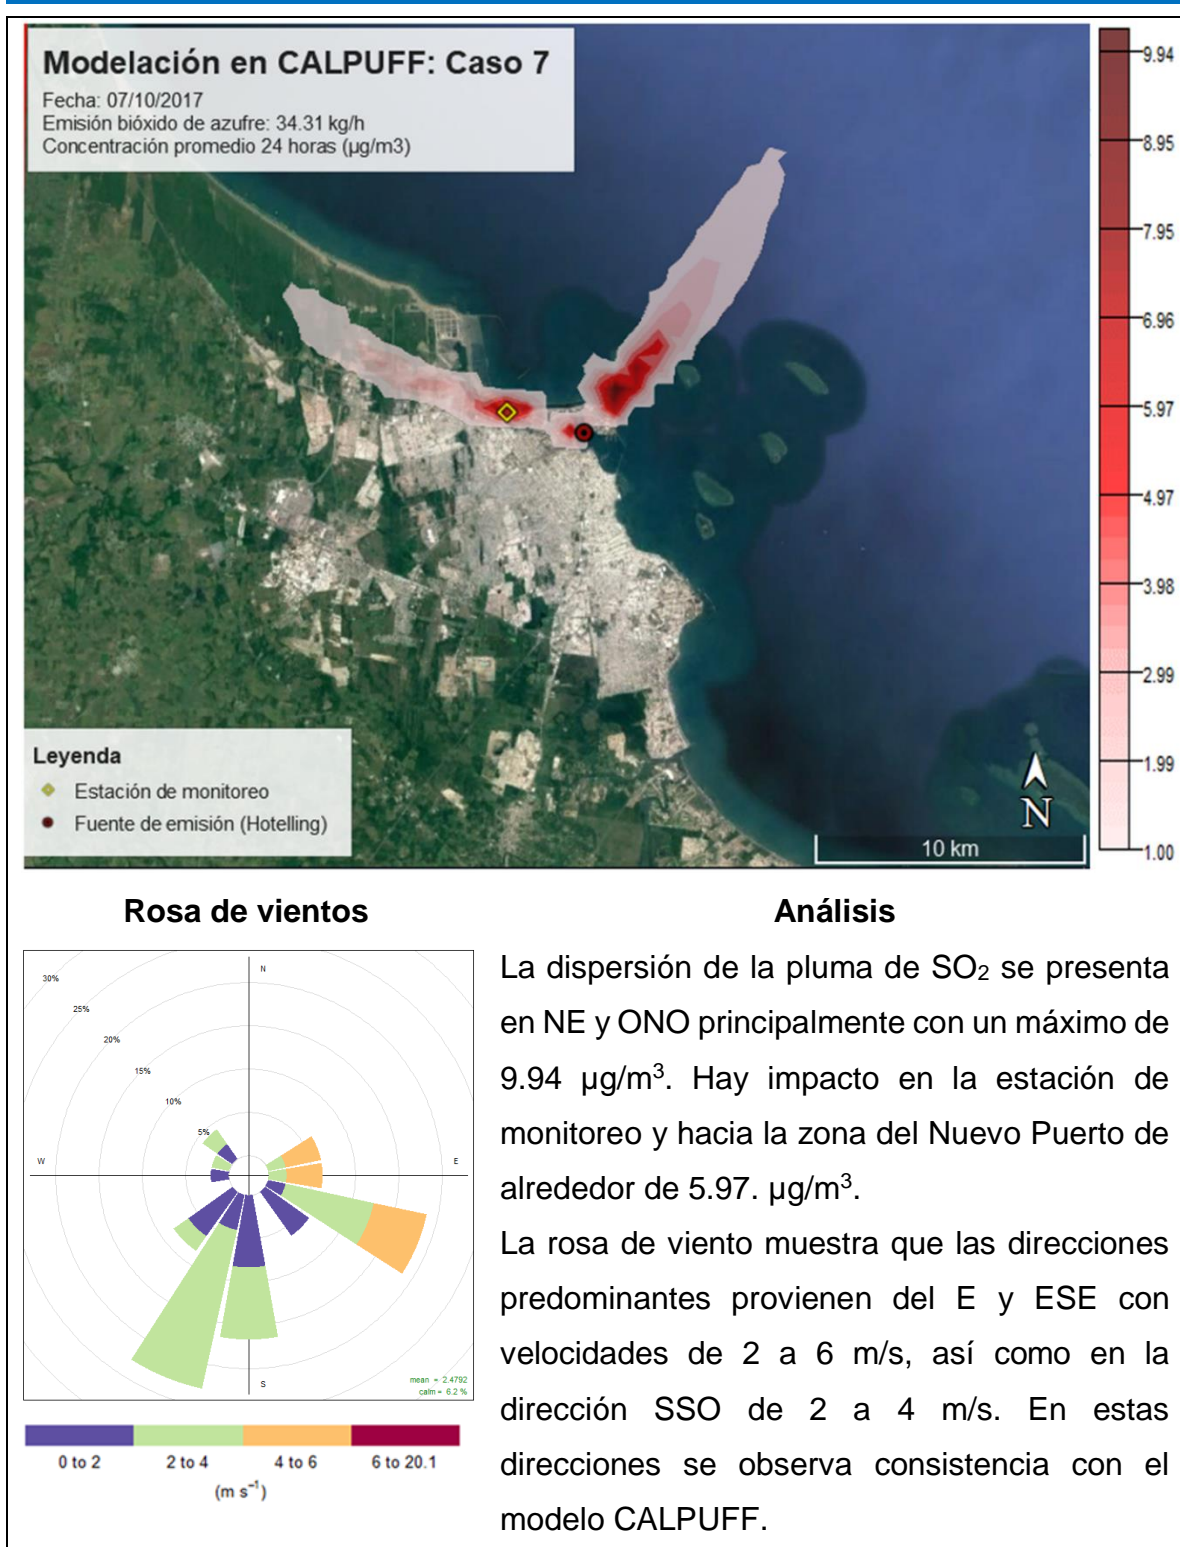 Modelación en CALPUFF: Caso 7
Fecha: 07/10/2017
Emisión bióxido de azufre: 34.31 kg/h
Concentración promedio 24 horas (µg/m3)
9.94
8.95
7.95
6.96
5.97
4.97
3.98
2.99
1.99
1.00
Leyenda
Estación de monitoreo
Fuente de emisión (Hotelling)
N
10 km
Rosa de vientos
30%
25%
20%
15%
10%
5%
N
W
E
S
mean = 2.4792
calm = 6.2 %
0 to 2 2 to 4 4 to 6 6 to 20.1
(m s⁻¹)
Análisis
La dispersión de la pluma de SO₂ se presenta
en NE y ONO principalmente con un máximo de
9.94 µg/m³. Hay impacto en la estación de
monitoreo y hacia la zona del Nuevo Puerto de
alrededor de 5.97. µg/m³.
La rosa de viento muestra que las direcciones
predominantes provienen del E y ESE con
velocidades de 2 a 6 m/s, así como en la
dirección SSO de 2 a 4 m/s. En estas
direcciones se observa consistencia con el
modelo CALPUFF.